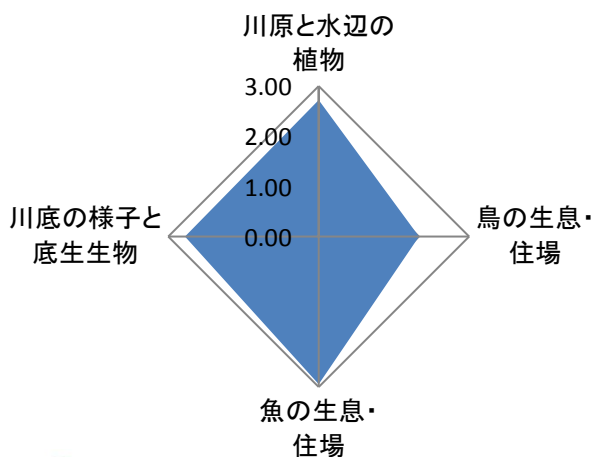 川原と水辺の
植物
3.00
2.00
1.00
0.00
鳥の生息・
住場
川底の様子と
底生生物
魚の生息・
住場